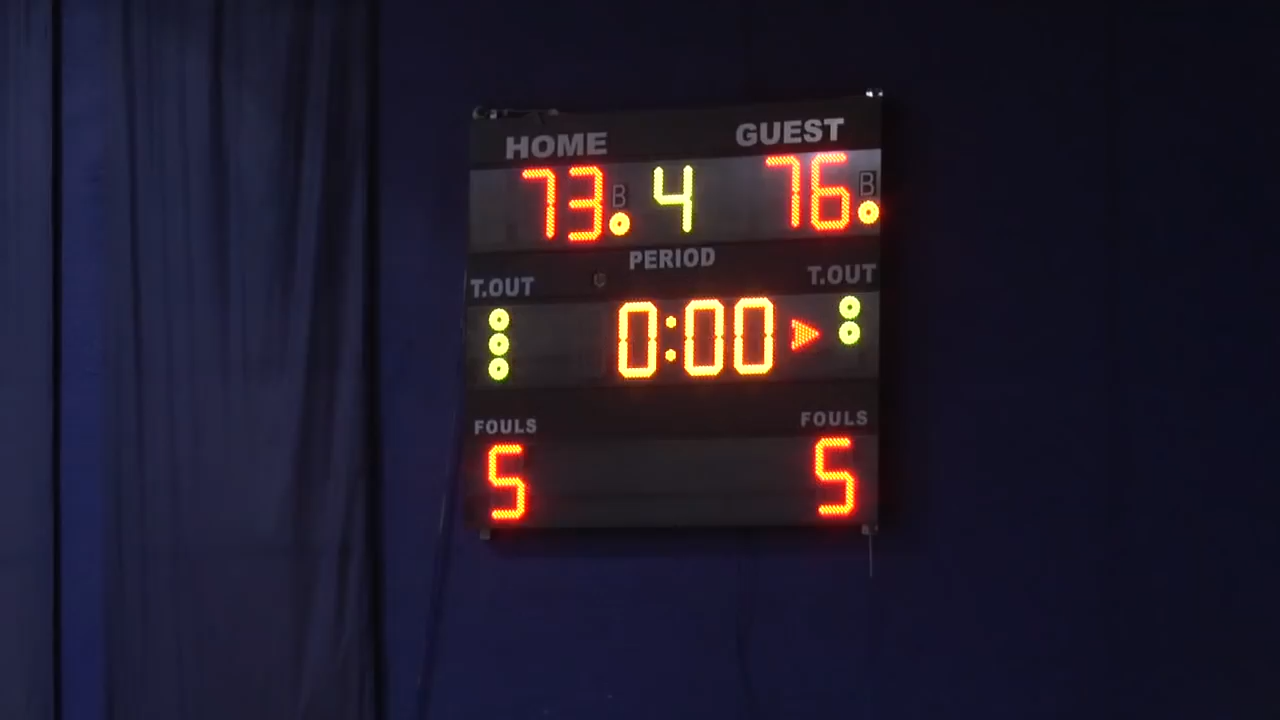 HOME GUEST
73 B 4 76 B
PERIOD
T.OUT T.OUT
0:00
FOULS FOULS
5 5